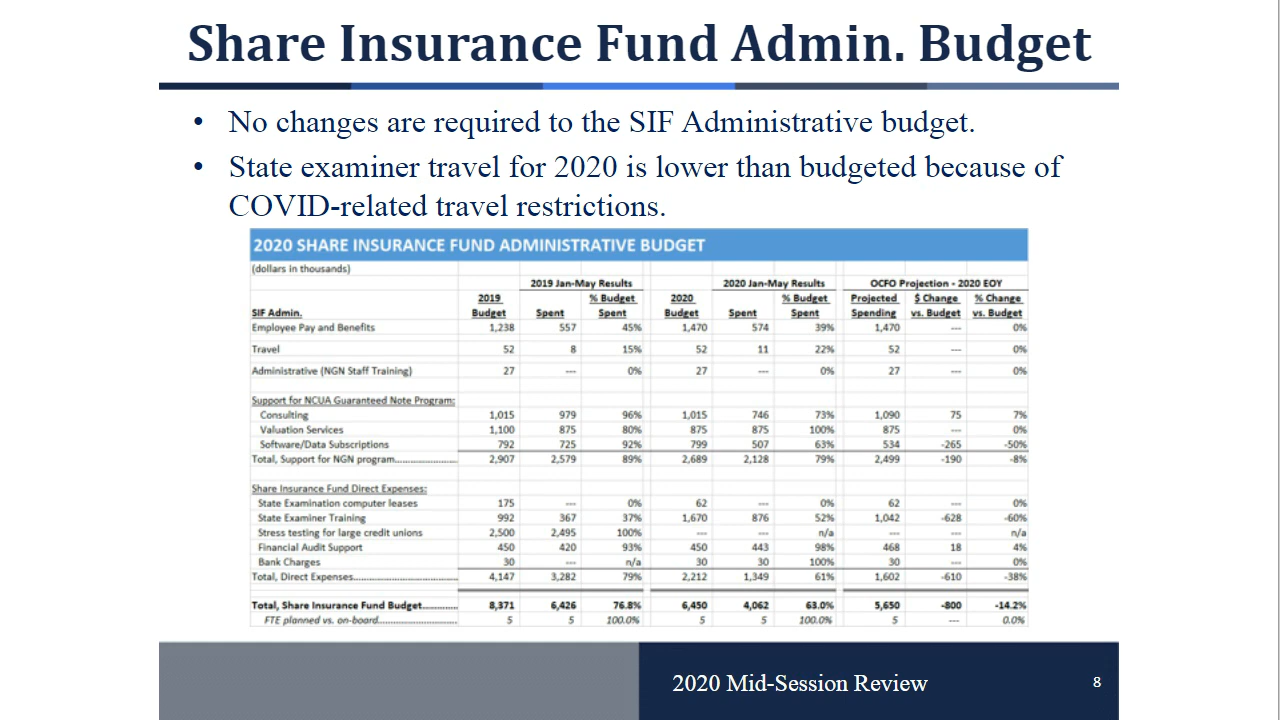 Share Insurance Fund Admin. Budget
• No changes are required to the SIF Administrative budget.
• State examiner travel for 2020 is lower than budgeted because of
COVID-related travel restrictions.
2020 SHARE INSURANCE FUND ADMINISTRATIVE BUDGET
(dollars in thousands)
2019 Jan-May Results 2020 Jan-May Results OCFO Projection - 2020 EOY
2019 % Budget 2020 % Budget Projected $ Change % Change
SIF Admin. Budget Spent Spent Budget Spent Spent Spending vs. Budget vs. Budget
Employee Pay and Benefits 1,238 557 45% 1,470 574 39% 1,470 --- 0%
Travel 52 8 15% 52 11 22% 52 --- 0%
Administrative (NGN Staff Training) 27 --- 0% 27 --- 0% 27 --- 0%
Support for NCUA Guaranteed Note Program:
Consulting 1,015 979 96% 1,015 746 73% 1,090 75 7%
Valuation Services 1,100 875 80% 875 875 100% 875 --- 0%
Software/Data Subscriptions 792 725 92% 799 507 63% 534 -265 -50%
Total, Support for NGN program 2,907 2,579 89% 2,689 2,128 79% 2,499 -190 -8%
Share Insurance Fund Direct Expenses:
State Examination computer leases 175 --- 0% 62 --- 0% 62 --- 0%
State Examiner Training 992 367 37% 1,670 876 52% 1,042 -628 -60%
Stress testing for large credit unions 2,500 2,495 100% --- --- n/a --- --- n/a
Financial Audit Support 450 420 93% 450 443 98% 468 18 4%
Bank Charges 30 --- n/a 30 30 100% 30 --- 0%
Total, Direct Expenses 4,147 3,282 79% 2,212 1,349 61% 1,602 -610 -38%
Total, Share Insurance Fund Budget 8,371 6,426 76.8% 6,450 4,062 63.0% 5,650 -800 -14.2%
FTE planned vs. on-board 5 5 100.0% 5 5 100.0% 5 --- 0.0%
2020 Mid-Session Review 8